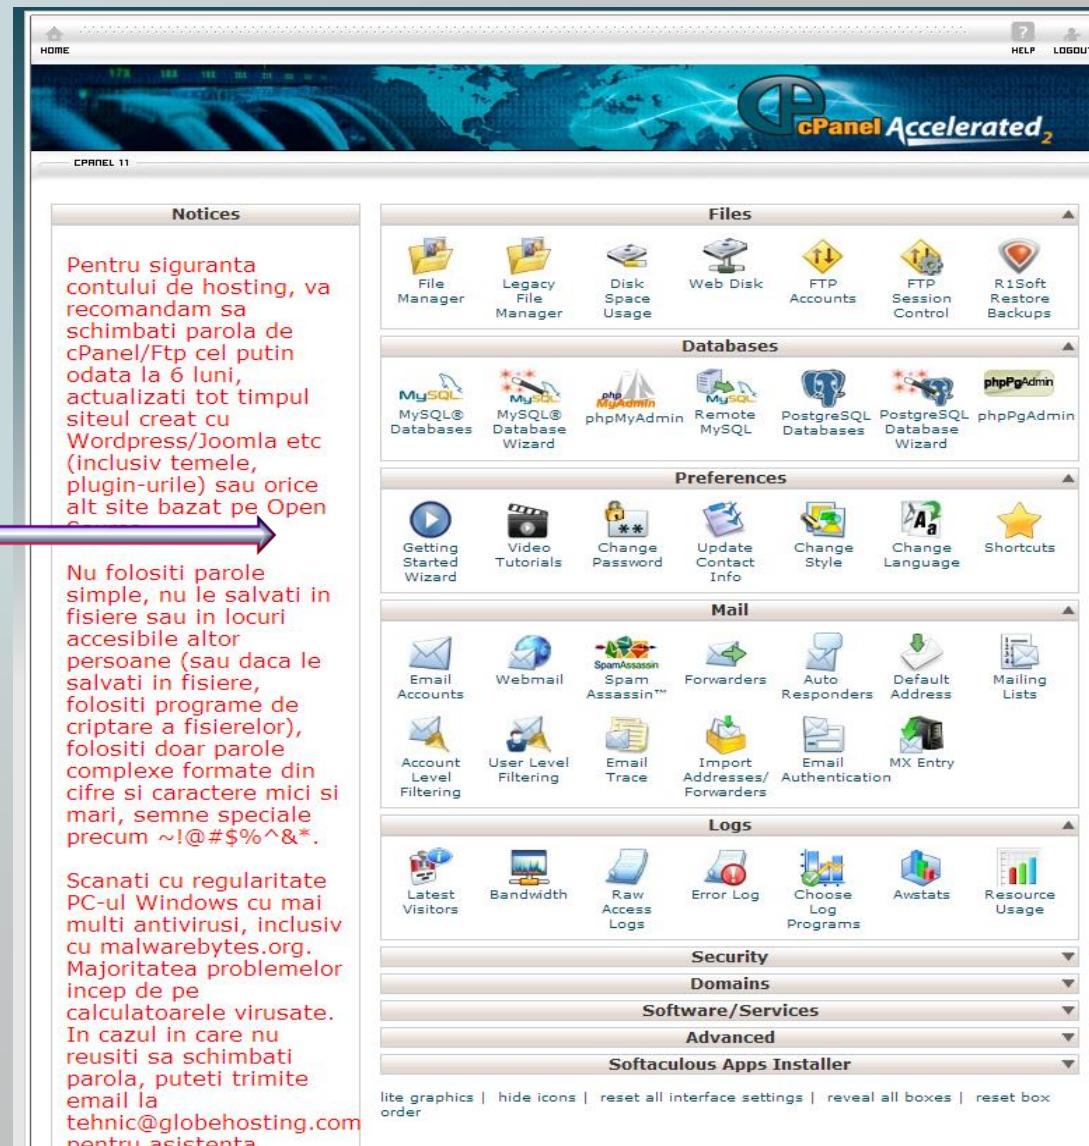 HOME
HELP LOGOUT
cPanel Accelerated2
CPANEL 11
Notices
Pentru siguranta
contului de hosting, va
recomandam sa
schimbati parola de
cPanel/Ftp cel putin
odata la 6 luni,
actualizati tot timpul
siteul creat cu
Wordpress/Joomla etc
(inclusiv temele,
plugin-urile) sau orice
alt site bazat pe Open
Nu folositi parole
simple, nu le salvati in
fisiere sau in locuri
accesibile altor
persoane (sau daca le
salvati in fisiere,
folositi programe de
criptare a fisierelor),
folositi doar parole
complexe formate din
cifre si caractere mici si
mari, semne speciale
precum ~!@#$%^&*.
Scanati cu regularitate
PC-ul Windows cu mai
multi antivirusi, inclusiv
cu malwarebytes.org.
Majoritatea problemelor
incep de pe
calculatoarele virusate.
In cazul in care nu
reusiti sa schimbati
parola, puteti trimite
email la
tehnic@globehosting.com
pentru asistenta
Files
File Manager
Legacy File Manager
Disk Space Usage
Web Disk
FTP Accounts
FTP Session Control
R1Soft Restore Backups
Databases
MySQL
MySQL® Databases
MySQL
MySQL® Database Wizard
php MyAdmin
phpMyAdmin
MySQL
Remote MySQL
PostgreSQL Databases
PostgreSQL Database Wizard
phpPgAdmin
phpPgAdmin
Preferences
Getting Started Wizard
Video Tutorials
**
Change Password
Update Contact Info
Change Style
Aa
Change Language
Shortcuts
Mail
Email Accounts
Webmail
SpamAssassin
Spam Assassin™
Forwarders
Auto Responders
Default Address
Mailing Lists
Account Level Filtering
User Level Filtering
Email Trace
Import Addresses/ Forwarders
Email Authentication
MX Entry
Logs
Latest Visitors
Bandwidth
Raw Access Logs
Error Log
Choose Log Programs
Awstats
Resource Usage
Security
Domains
Software/Services
Advanced
Softaculous Apps Installer
lite graphics | hide icons | reset all interface settings | reveal all boxes | reset box
order